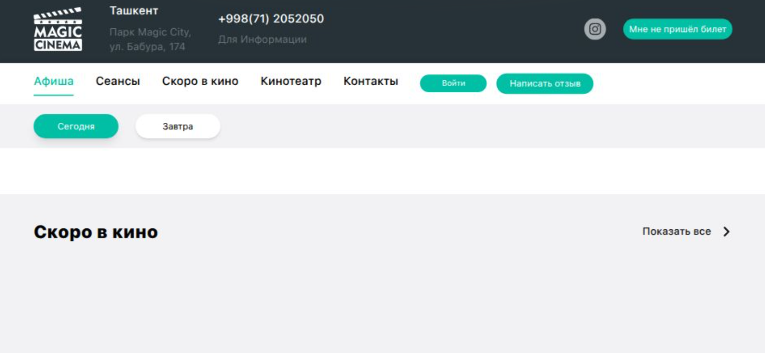 MAGIC
CINEMA
Ташкент
Парк Magic City,
ул. Бабура, 174
+998(71) 2052050
Для Информации
Мне не пришёл билет
Афиша Сеансы Скоро в кино Кинотеатр Контакты Войти Написать отзыв
Сегодня Завтра
Скоро в кино
Показать все